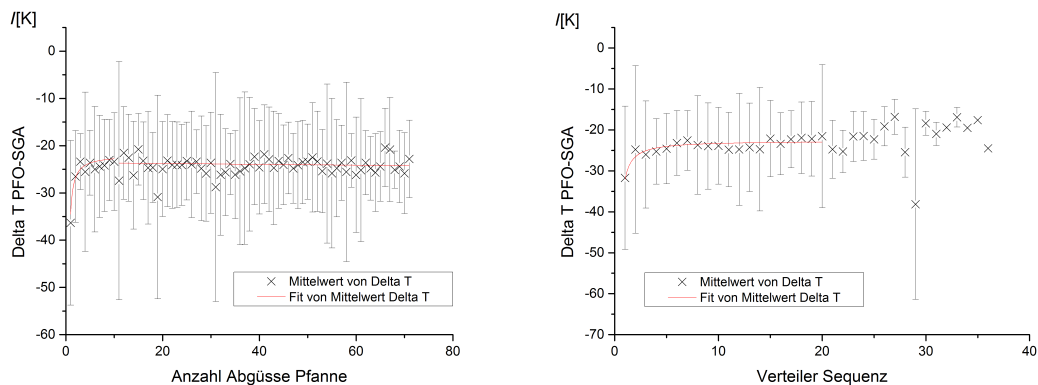 I[K]
0
-10
-20
-30
-40
-50
-60
Delta T PFO-SGA
0
20
40
60
80
Anzahl Abgüsse Pfanne
Mittelwert von Delta T
Fit von Mittelwert Delta T
I[K]
0
-10
-20
-30
-40
-50
-60
-70
Delta T PFO-SGA
0
10
20
30
40
Verteiler Sequenz
Mittelwert von Delta T
Fit von Mittelwert Delta T